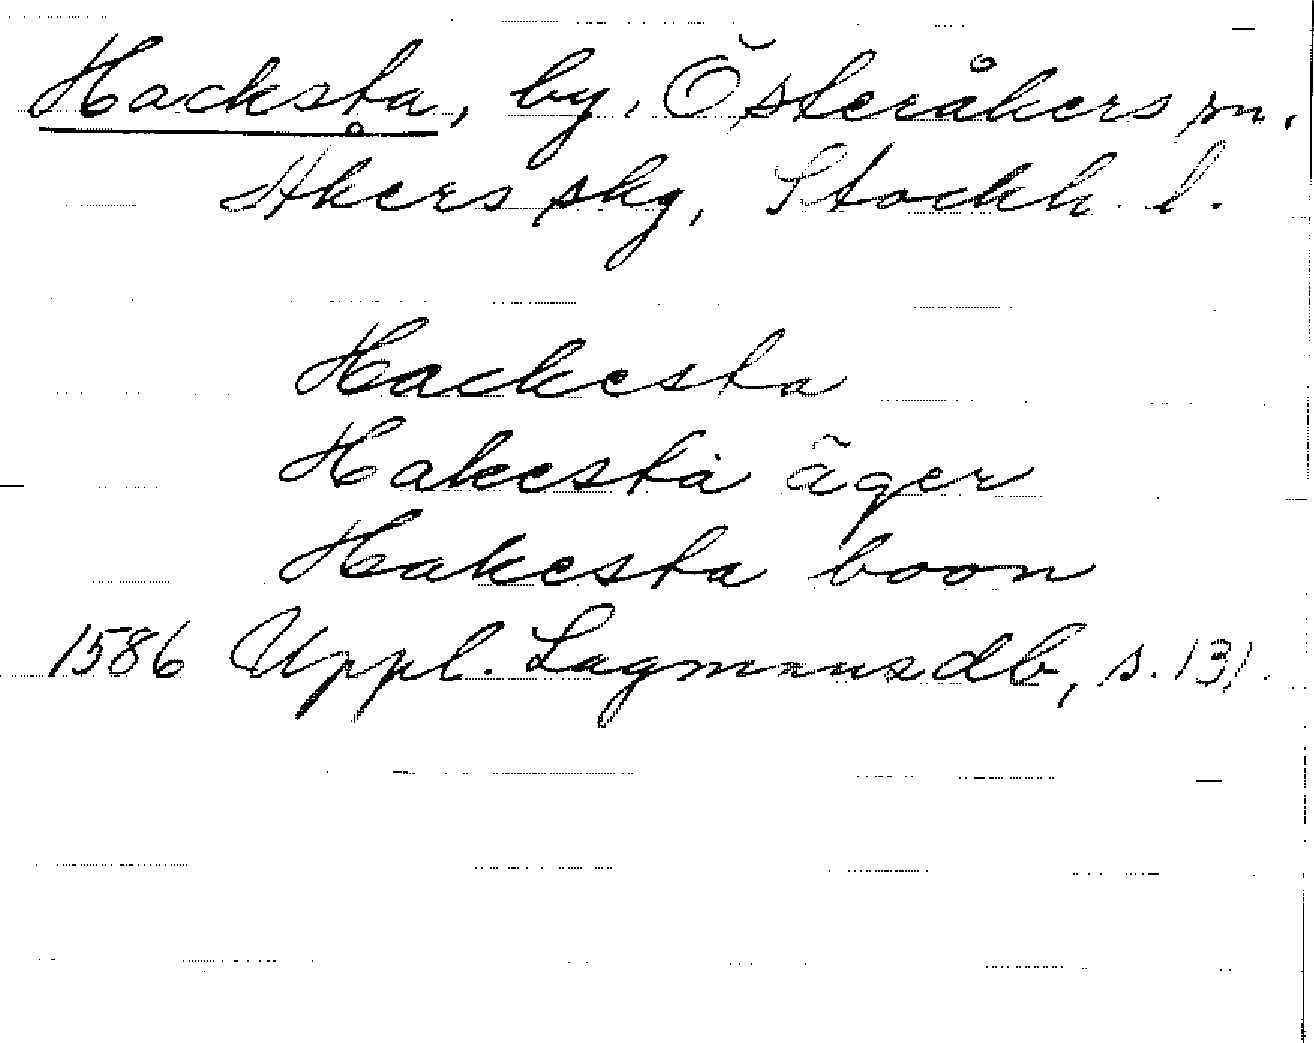 Hacksta, by, Österåkers sn.
Åkers skg, Stockh. l.
Hackesta
Hakesta äger
Hakesta boon
1586 Uppl. Lagmansdb, s. 131.